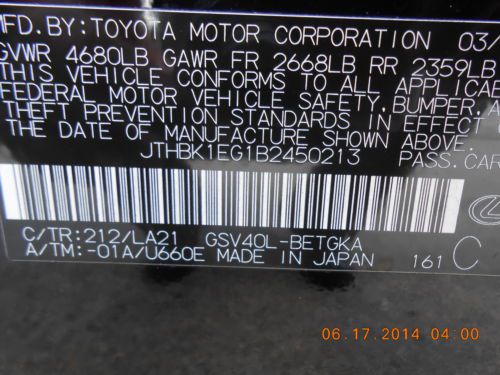 MFD.BY:TOYOTA MOTOR CORPORATION 03/
GVWR 4680LB GAWR FR 2668LB RR 2359LB
THIS VEHICLE CONFORMS TO ALL APPLICA
FEDERAL MOTOR VEHICLE SAFETY,BUMPER,A
THEFT PREVENTION STANDARDS IN EFFECT
ON THE DATE OF MANUFACTURE SHOWN ABOVE.
JTHBK1EG1B2450213 PASS.CAR
C/TR:212/LA21 GSV40L-BETGKA
A/TM:-01A/U660E MADE IN JAPAN 161 C
06.17.2014 04:00